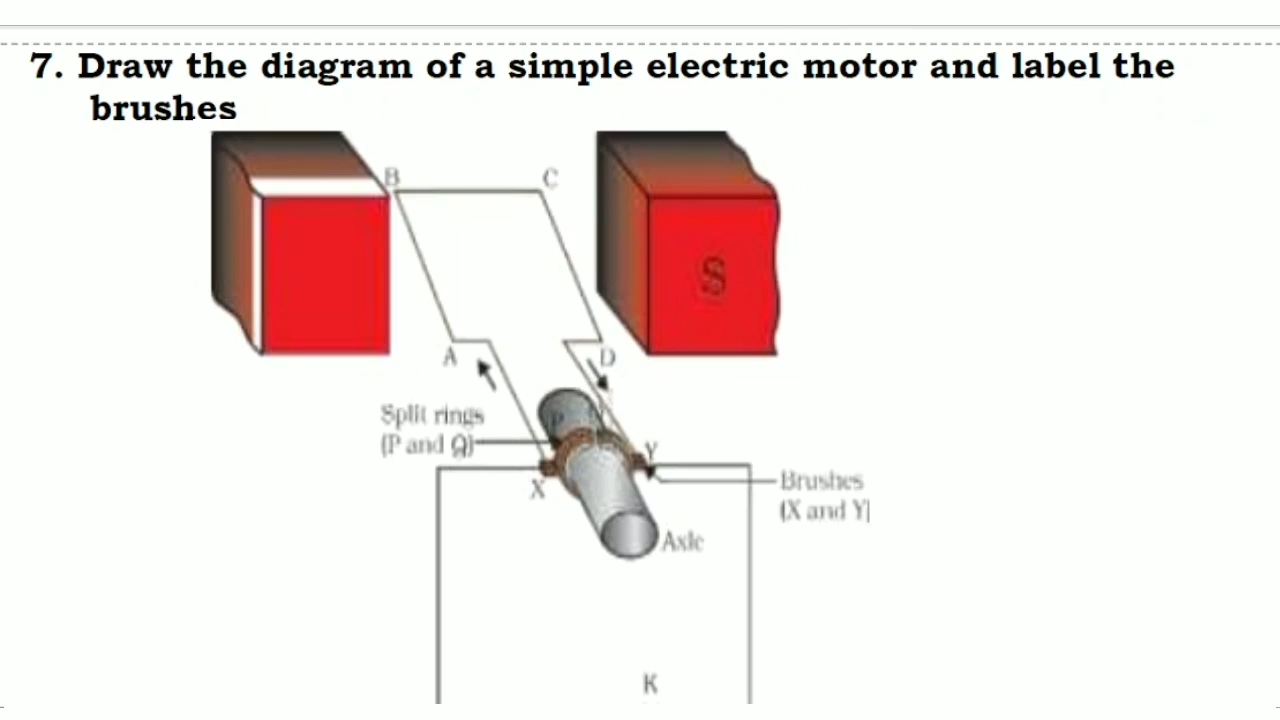 7. Draw the diagram of a simple electric motor and label the
brushes
B
C
S
A
D
Split rings
(P and Q)
P
Y
X
Brushes
(X and Y)
Axle
K